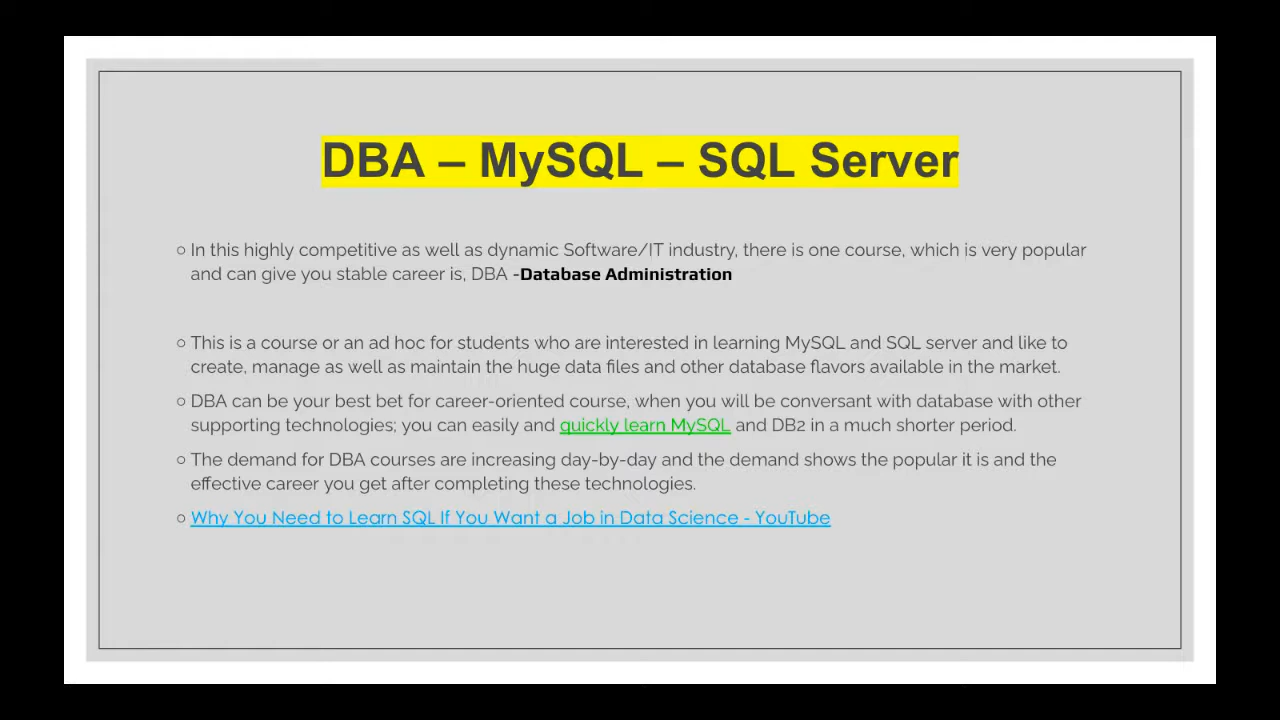 DBA – MySQL – SQL Server
○ In this highly competitive as well as dynamic Software/IT industry, there is one course, which is very popular
and can give you stable career is, DBA -Database Administration
○ This is a course or an ad hoc for students who are interested in learning MySQL and SQL server and like to
create, manage as well as maintain the huge data files and other database flavors available in the market.
○ DBA can be your best bet for career-oriented course, when you will be conversant with database with other
supporting technologies; you can easily and quickly learn MySQL and DB2 in a much shorter period.
○ The demand for DBA courses are increasing day-by-day and the demand shows the popular it is and the
effective career you get after completing these technologies.
○ Why You Need to Learn SQL If You Want a Job in Data Science - YouTube